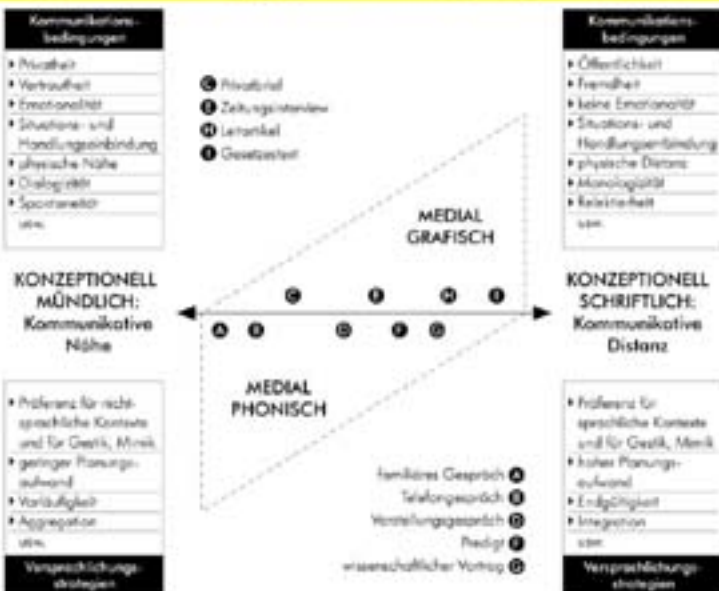 Kommunikations-
bedingungen
▸ Privatheit
▸ Vertrautheit
▸ Emotionalität
▸ Situations- und
Handlungseinbindung
▸ physische Nähe
▸ Dialogizität
▸ Spontaneität
usw.
C Privatbrief
E Zeitungsinterview
H Leitartikel
I Gesetzestext
Kommunikations-
bedingungen
▸ Öffentlichkeit
▸ Fremdheit
▸ keine Emotionalität
▸ Situations- und
Handlungsentbindung
▸ physische Distanz
▸ Monologizität
▸ Reflektiertheit
usw.
MEDIAL
GRAFISCH
KONZEPTIONELL
MÜNDLICH:
Kommunikative
Nähe
C E H I
A B D F G
KONZEPTIONELL
SCHRIFTLICH:
Kommunikative
Distanz
MEDIAL
PHONISCH
▸ Präferenz für nicht-
sprachliche Kontexte
und für Gestik, Mimik
▸ geringer Planungs-
aufwand
▸ Vorläufigkeit
▸ Aggregation
usw.
Versprachlichungs-
strategien
familiäres Gespräch A
Telefongespräch B
Vorstellungsgespräch D
Predigt F
wissenschaftlicher Vortrag G
▸ Präferenz für
sprachliche Kontexte
und für Gestik, Mimik
▸ hoher Planungs-
aufwand
▸ Endgültigkeit
▸ Integration
usw.
Versprachlichungs-
strategien